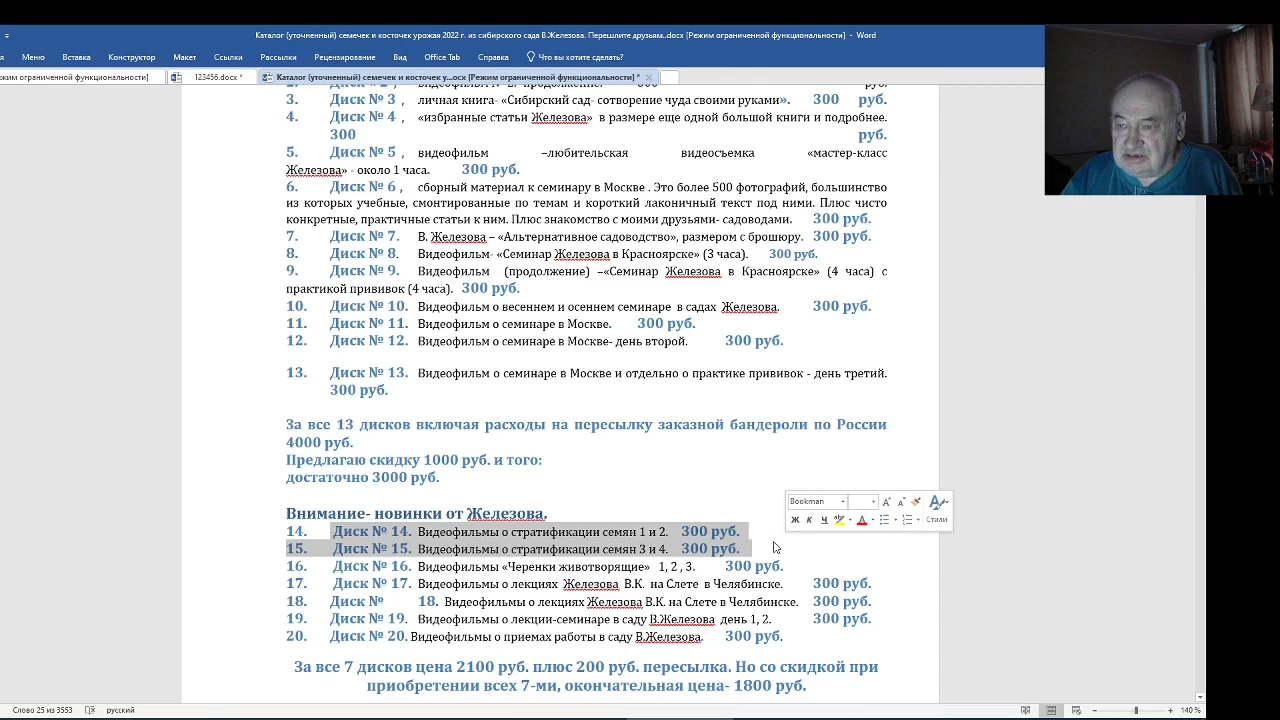 Каталог (уточненный) семечек и косточек урожая 2022 г. из сибирского сада В.Железова. Перешлите друзьям..docx [Режим ограниченной функциональности] - Word
Меню Вставка Конструктор Макет Ссылки Рассылки Рецензирование Вид Office Tab Справка Что вы хотите сделать?
ежим ограниченной функциональности] 123456.docx * Каталог (уточненный) семечек и косточек у...осх [Режим ограниченной функциональности] *
3. Диск № 3 , личная книга- «Сибирский сад- сотворение чуда своими руками». 300 руб.
4. Диск № 4 , «избранные статьи Железова» в размере еще одной большой книги и подробнее.
300 руб.
5. Диск № 5 , видеофильм –любительская видеосъемка «мастер-класс
Железова» - около 1 часа. 300 руб.
6. Диск № 6 , сборный материал к семинару в Москве . Это более 500 фотографий, большинство
из которых учебные, смонтированные по темам и короткий лаконичный текст под ними. Плюс чисто
конкретные, практичные статьи к ним. Плюс знакомство с моими друзьями- садоводами. 300 руб.
7. Диск № 7. В. Железова – «Альтернативное садоводство», размером с брошюру. 300 руб.
8. Диск № 8. Видеофильм- «Семинар Железова в Красноярске» (3 часа). 300 руб.
9. Диск № 9. Видеофильм (продолжение) –«Семинар Железова в Красноярске» (4 часа) с
практикой прививок (4 часа). 300 руб.
10. Диск № 10. Видеофильм о весеннем и осеннем семинаре в садах Железова. 300 руб.
11. Диск № 11. Видеофильм о семинаре в Москве. 300 руб.
12. Диск № 12. Видеофильм о семинаре в Москве- день второй. 300 руб.
13. Диск № 13. Видеофильм о семинаре в Москве и отдельно о практике прививок - день третий.
300 руб.
За все 13 дисков включая расходы на пересылку заказной бандероли по России
4000 руб.
Предлагаю скидку 1000 руб. и того:
достаточно 3000 руб.
Внимание- новинки от Железова.
Bookman
Ж К Ч Стили
14. Диск № 14. Видеофильмы о стратификации семян 1 и 2. 300 руб.
15. Диск № 15. Видеофильмы о стратификации семян 3 и 4. 300 руб.
16. Диск № 16. Видеофильмы «Черенки животворящие» 1, 2 , 3. 300 руб.
17. Диск № 17. Видеофильмы о лекциях Железова В.К. на Слете в Челябинске. 300 руб.
18. Диск № 18. Видеофильмы о лекциях Железова В.К. на Слете в Челябинске. 300 руб.
19. Диск № 19. Видеофильмы о лекции-семинаре в саду В.Железова день 1, 2. 300 руб.
20. Диск № 20. Видеофильмы о приемах работы в саду В.Железова. 300 руб.
За все 7 дисков цена 2100 руб. плюс 200 руб. пересылка. Но со скидкой при
приобретении всех 7-ми, окончательная цена- 1800 руб.
Слово 25 из 3553 русский 140 %